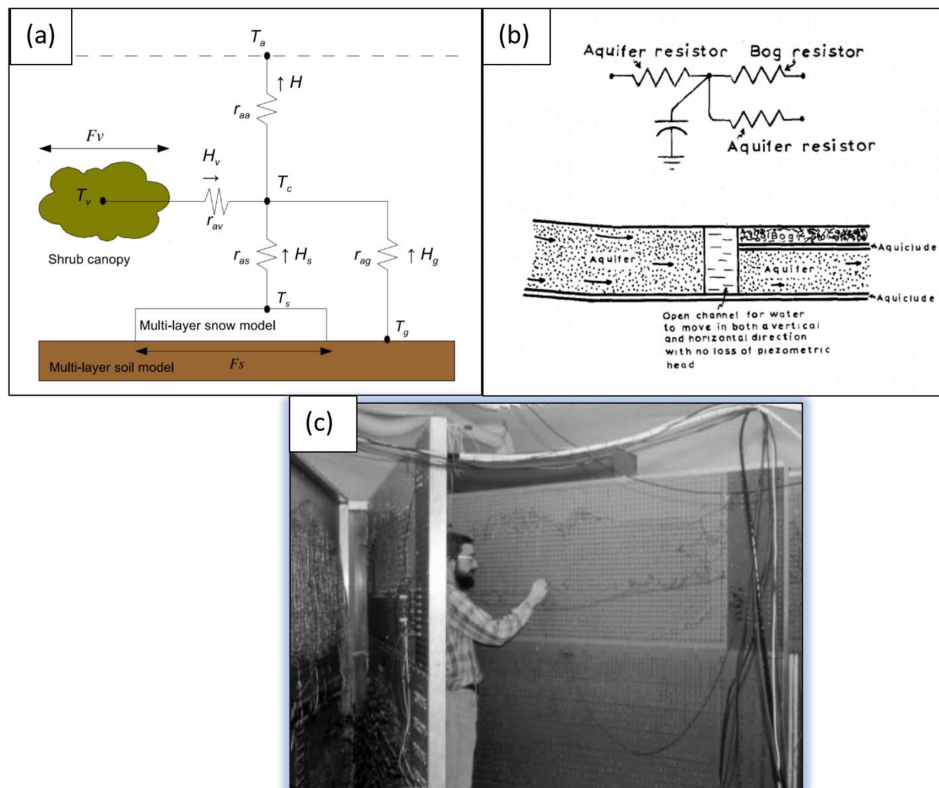 (a)
T_a
↑ H
r_aa
Fv
H_v
→
T_v
T_c
r_av
Shrub canopy
r_as
↑ H_s
r_ag
↑ H_g
T_s
Multi-layer snow model
T_g
Fs
Multi-layer soil model
(b)
Aquifer resistor Bog resistor
Aquifer resistor
Bog
Aquifer
Aquiclude
Aquifer
Aquiclude
Open channel for water
to move in both a vertical
and horizontal direction
with no loss of piezometric
head
(c)